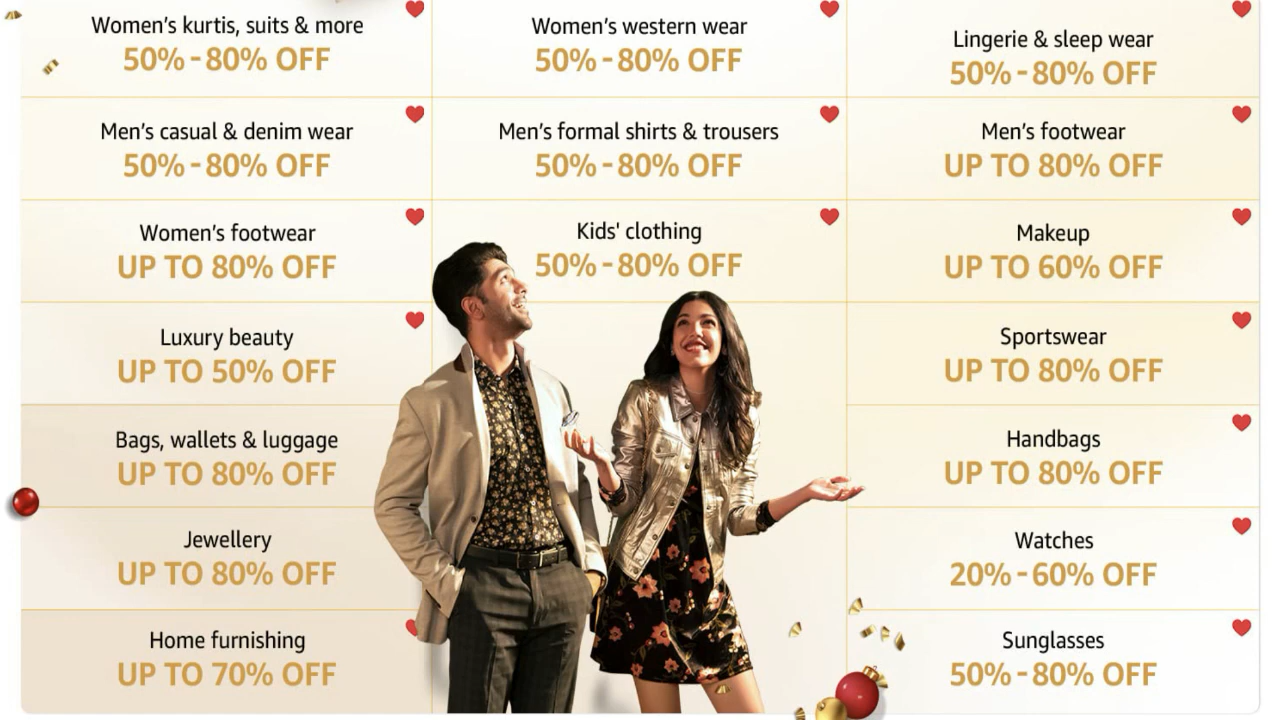 Women's kurtis, suits & more
50%-80% OFF
Women's western wear
50%-80% OFF
Lingerie & sleep wear
50%-80% OFF
Men's casual & denim wear
50%-80% OFF
Men's formal shirts & trousers
50%-80% OFF
Men's footwear
UP TO 80% OFF
Women's footwear
UP TO 80% OFF
Kids' clothing
50%-80% OFF
Makeup
UP TO 60% OFF
Luxury beauty
UP TO 50% OFF
Sportswear
UP TO 80% OFF
Bags, wallets & luggage
UP TO 80% OFF
Handbags
UP TO 80% OFF
Jewellery
UP TO 80% OFF
Watches
20%-60% OFF
Home furnishing
UP TO 70% OFF
Sunglasses
50%-80% OFF